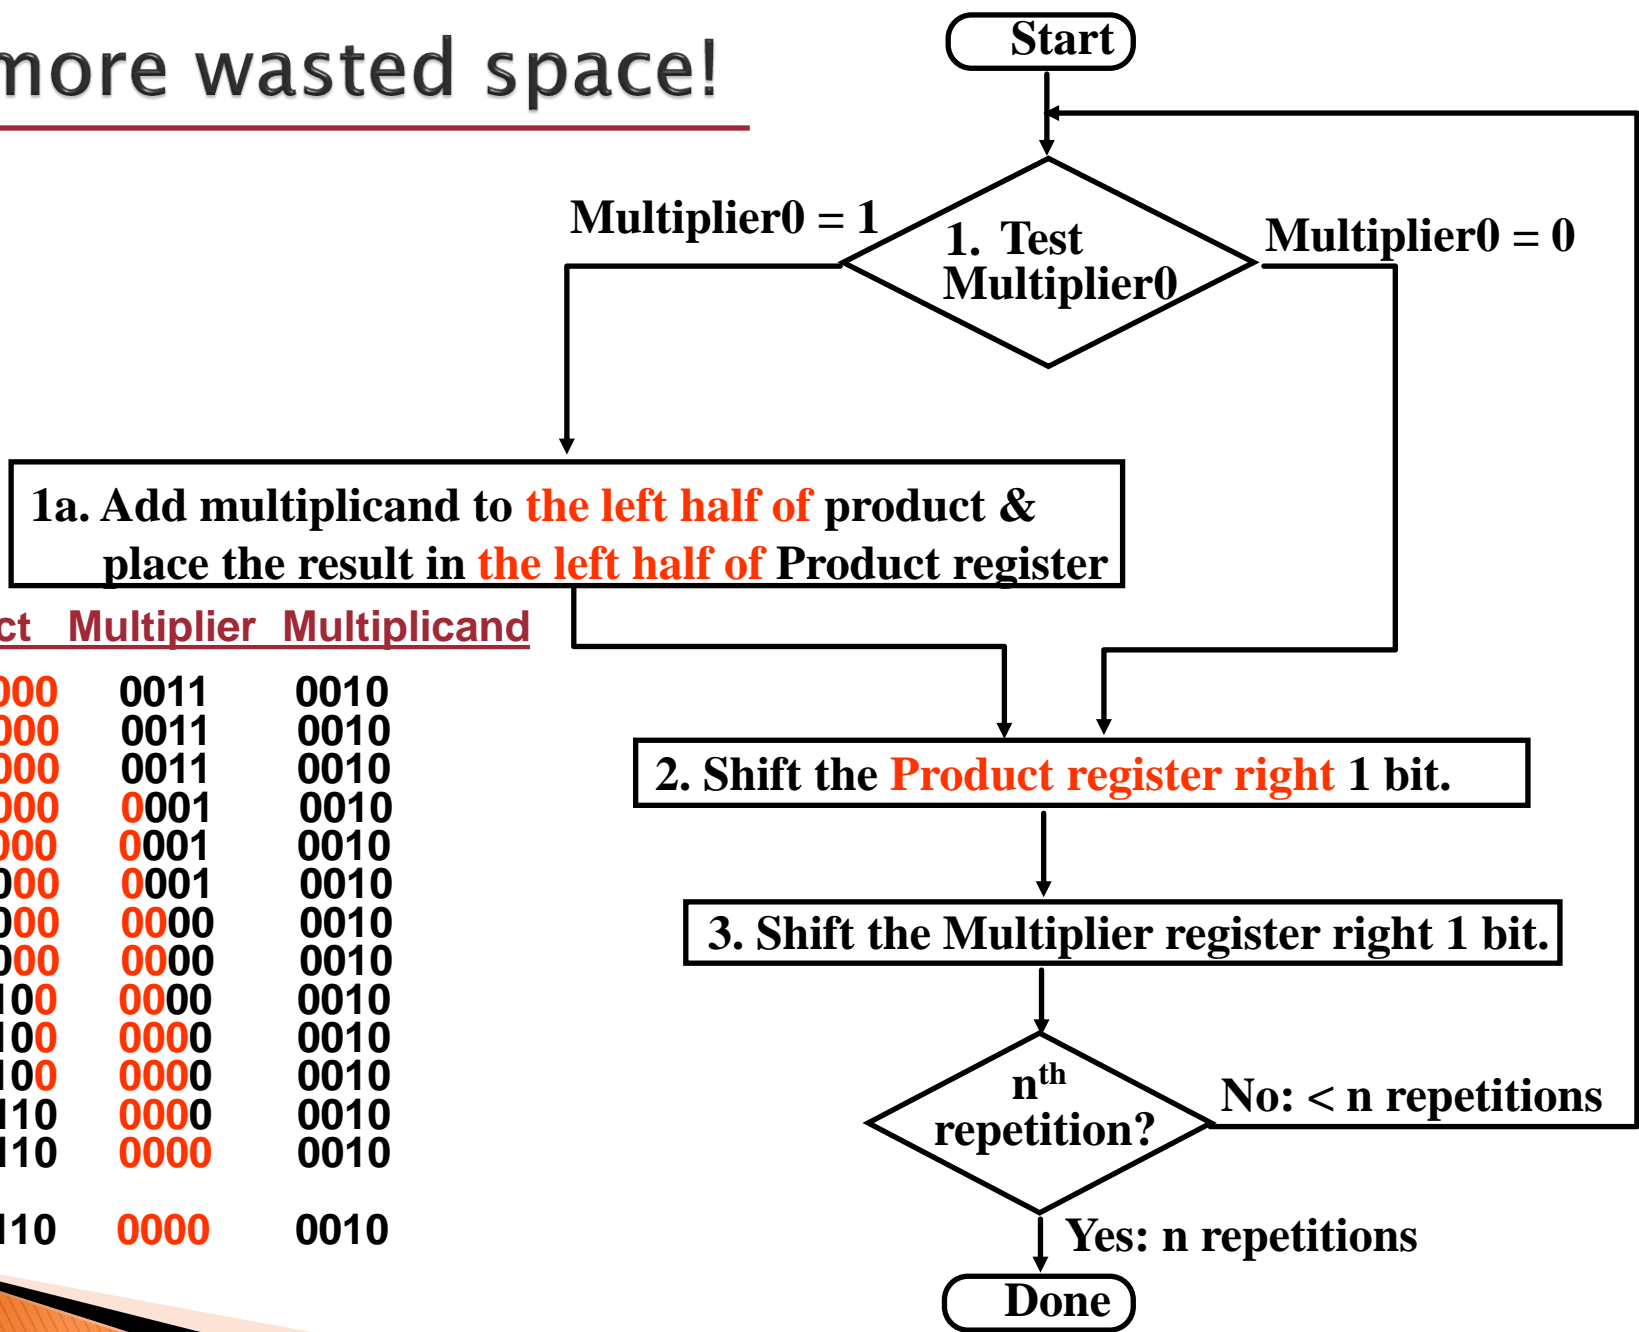 more wasted space!
Start
Multiplier0 = 1
1. Test
Multiplier0
Multiplier0 = 0
1a. Add multiplicand to the left half of product &
place the result in the left half of Product register
ct Multiplier Multiplicand
000 0011 0010
000 0011 0010
000 0011 0010
000 0001 0010
000 0001 0010
000 0001 0010
000 0000 0010
000 0000 0010
100 0000 0010
100 0000 0010
100 0000 0010
110 0000 0010
110 0000 0010
110 0000 0010
2. Shift the Product register right 1 bit.
3. Shift the Multiplier register right 1 bit.
nth
repetition?
No: < n repetitions
Yes: n repetitions
Done